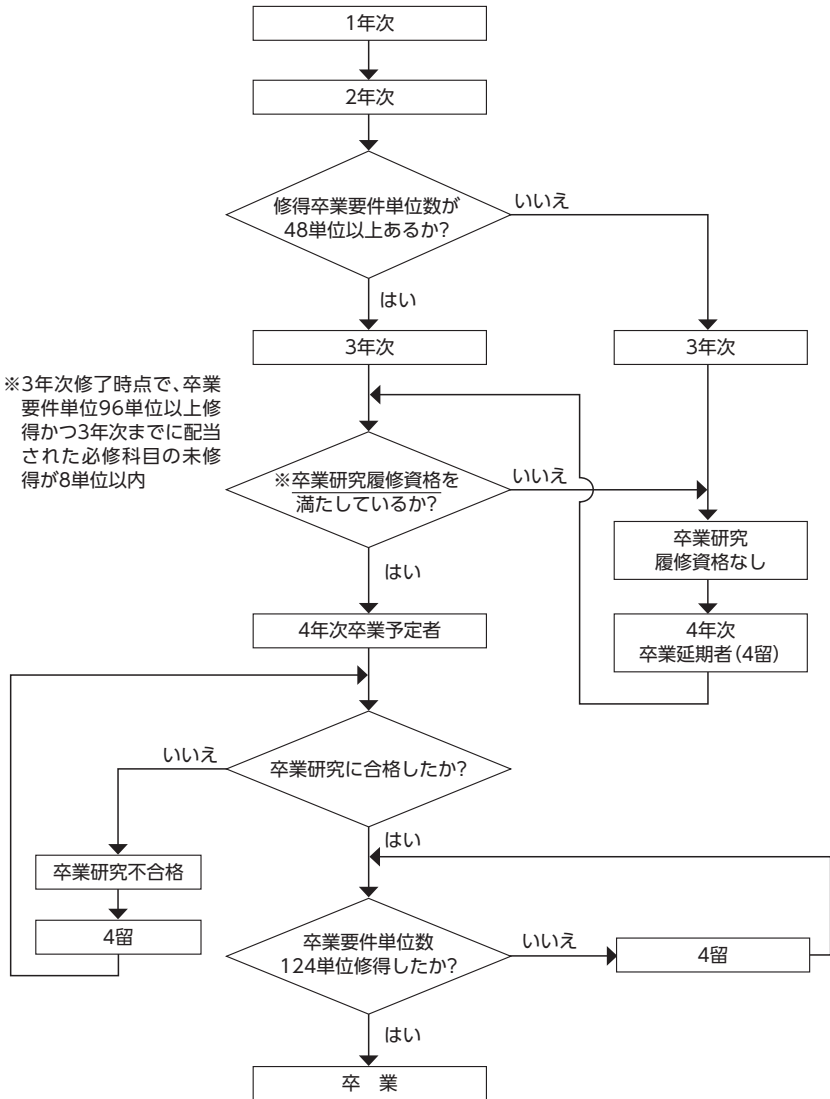 1年次
2年次
修得卒業要件単位数が
48単位以上あるか?
いいえ
はい
3年次
3年次
※3年次修了時点で、卒業
要件単位96単位以上修
得かつ3年次までに配当
された必修科目の未修
得が8単位以内
※卒業研究履修資格を
満たしているか?
いいえ
卒業研究
履修資格なし
はい
4年次卒業予定者
4年次
卒業延期者(4留)
卒業研究に合格したか?
いいえ
はい
卒業研究不合格
4留
卒業要件単位数
124単位修得したか?
いいえ
4留
はい
卒 業